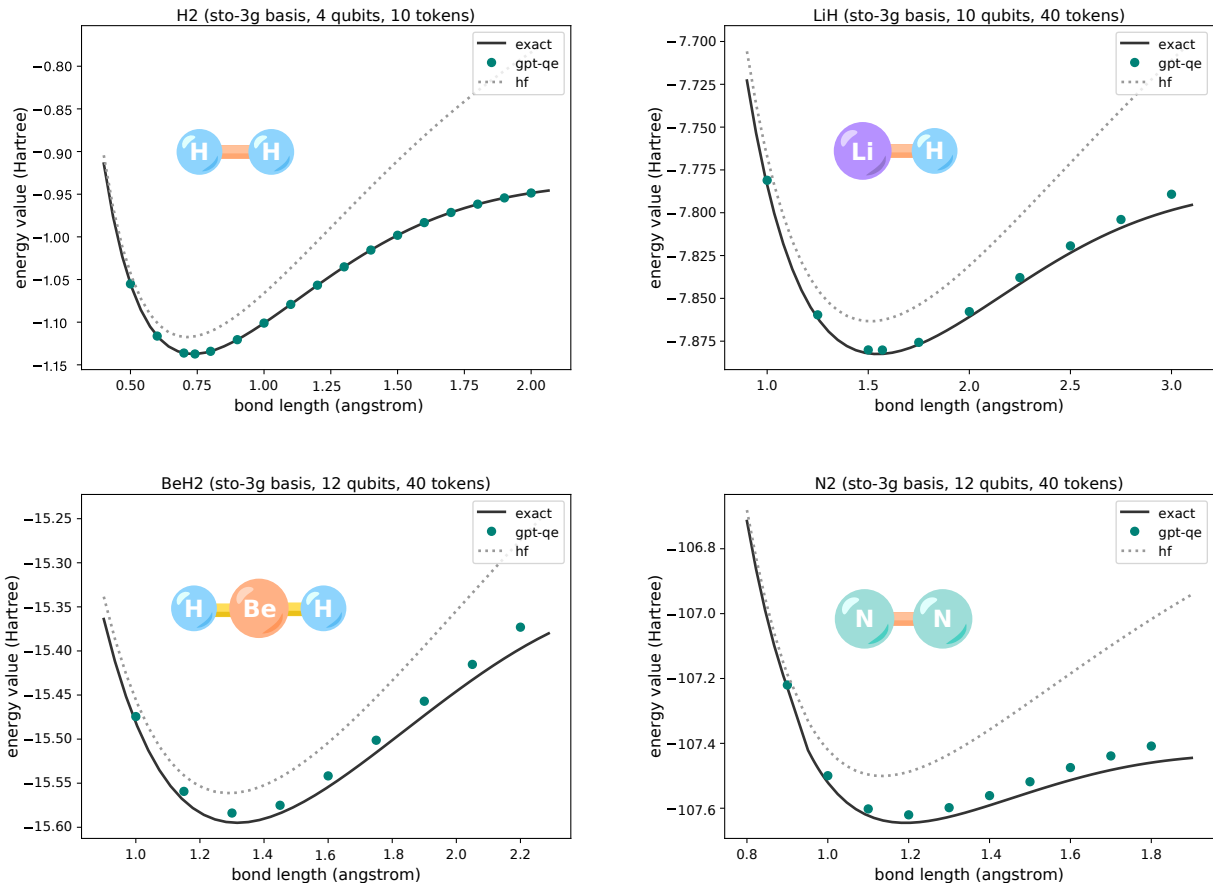 H2 (sto-3g basis, 4 qubits, 10 tokens)
energy value (Hartree)
−0.80
−0.85
−0.90
−0.95
−1.00
−1.05
−1.10
−1.15
exact
gpt-qe
hf
H H
0.50 0.75 1.00 1.25 1.50 1.75 2.00
bond length (angstrom)
LiH (sto-3g basis, 10 qubits, 40 tokens)
energy value (Hartree)
−7.700
−7.725
−7.750
−7.775
−7.800
−7.825
−7.850
−7.875
exact
gpt-qe
hf
Li H
1.0 1.5 2.0 2.5 3.0
bond length (angstrom)
BeH2 (sto-3g basis, 12 qubits, 40 tokens)
energy value (Hartree)
−15.25
−15.30
−15.35
−15.40
−15.45
−15.50
−15.55
−15.60
exact
gpt-qe
hf
H Be H
1.0 1.2 1.4 1.6 1.8 2.0 2.2
bond length (angstrom)
N2 (sto-3g basis, 12 qubits, 40 tokens)
energy value (Hartree)
−106.8
−107.0
−107.2
−107.4
−107.6
exact
gpt-qe
hf
N N
0.8 1.0 1.2 1.4 1.6 1.8
bond length (angstrom)